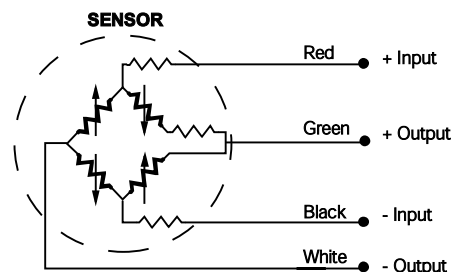 SENSOR
Red + Input
Green + Output
Black - Input
White - Output